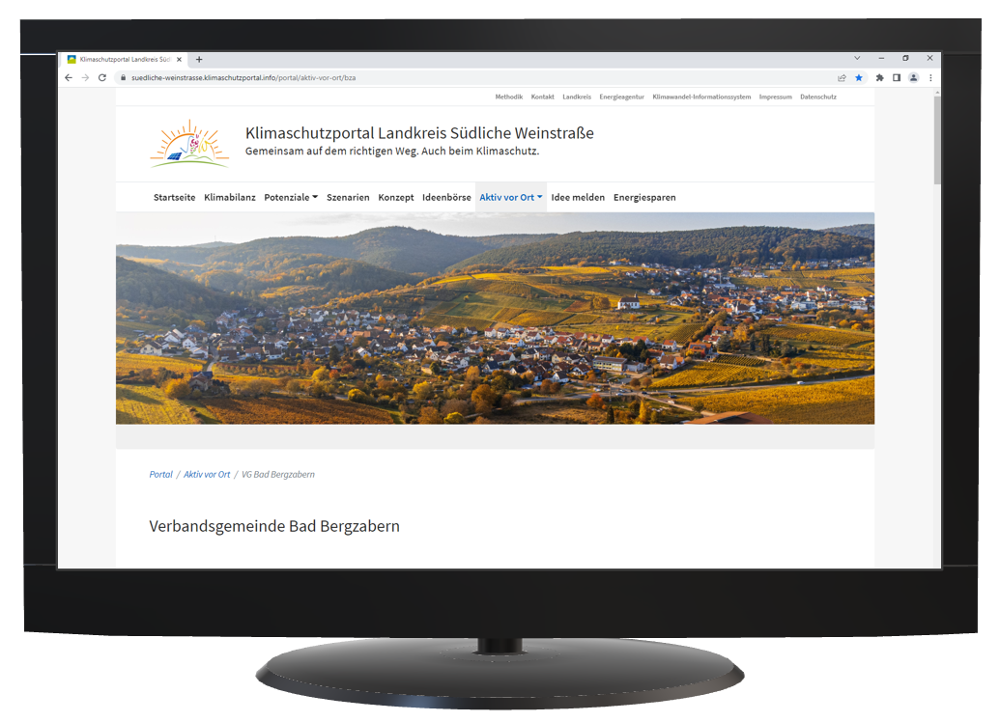 Klimaschutzportal Landkreis Süd
suedliche-weinstrasse.klimaschutzportal.info/portal/aktiv-vor-ort/bza
Methodik Kontakt Landkreis Energieagentur Klimawandel-Informationssystem Impressum Datenschutz
Klimaschutzportal Landkreis Südliche Weinstraße
Gemeinsam auf dem richtigen Weg. Auch beim Klimaschutz.
Startseite Klimabilanz Potenziale Szenarien Konzept Ideenbörse Aktiv vor Ort Idee melden Energiesparen
Portal / Aktiv vor Ort / VG Bad Bergzabern
Verbandsgemeinde Bad Bergzabern